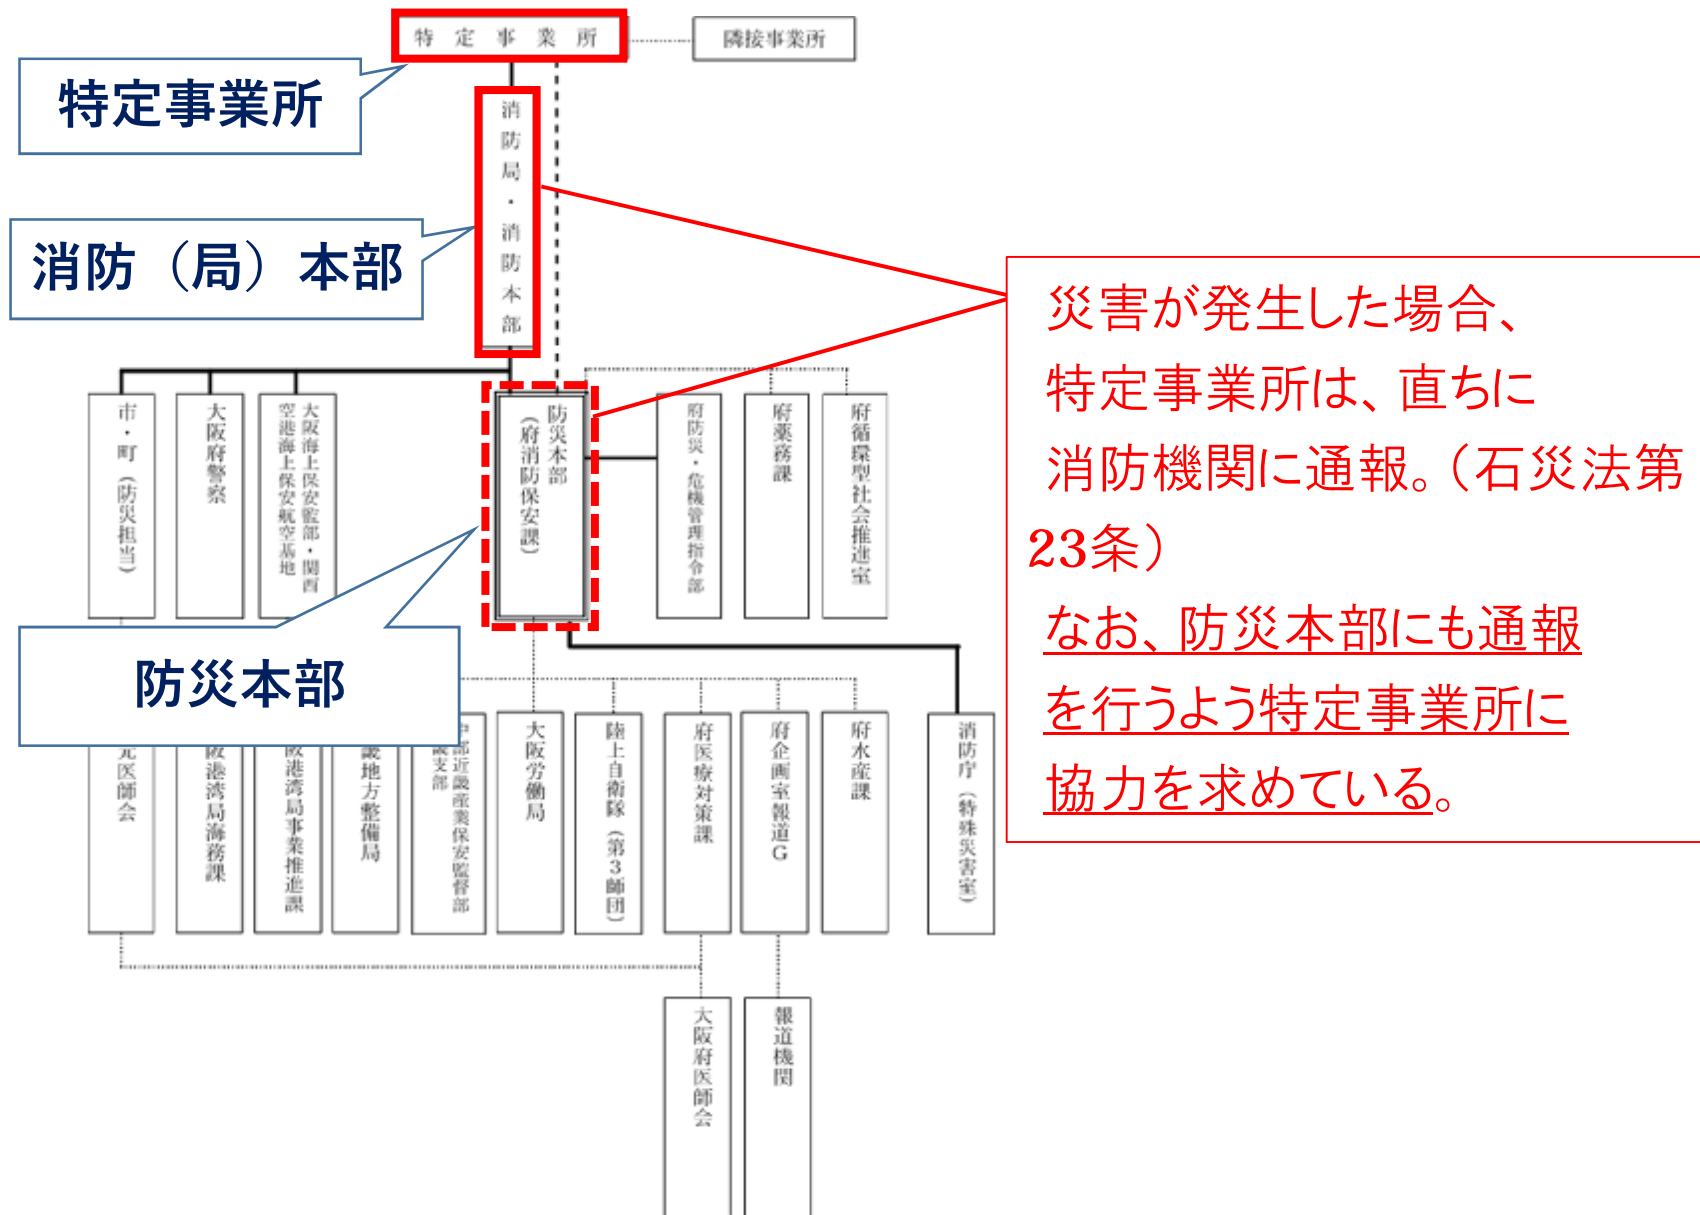 特定事業所
隣接事業所
特定事業所
消防局・消防本部
消防（局）本部
災害が発生した場合、
特定事業所は、直ちに
消防機関に通報。（石災法第
23条）
なお、防災本部にも通報
を行うよう特定事業所に
協力を求めている。
市・町（防災担当）
大阪府警察
大阪海上保安監部・関西
空港海上保安航空基地
防災本部
（府消防保安課）
府防災・危機管理指令部
府薬務課
府循環型社会推進室
防災本部
医師会
阪港湾局海務課
阪港湾局事業推進課
畿地方整備局
中部近畿産業保安監督部
畿支部
大阪労働局
陸上自衛隊（第3師団）
府医療対策課
府企画室報道G
府水産課
消防庁（特殊災害室）
大阪府医師会
報道機関